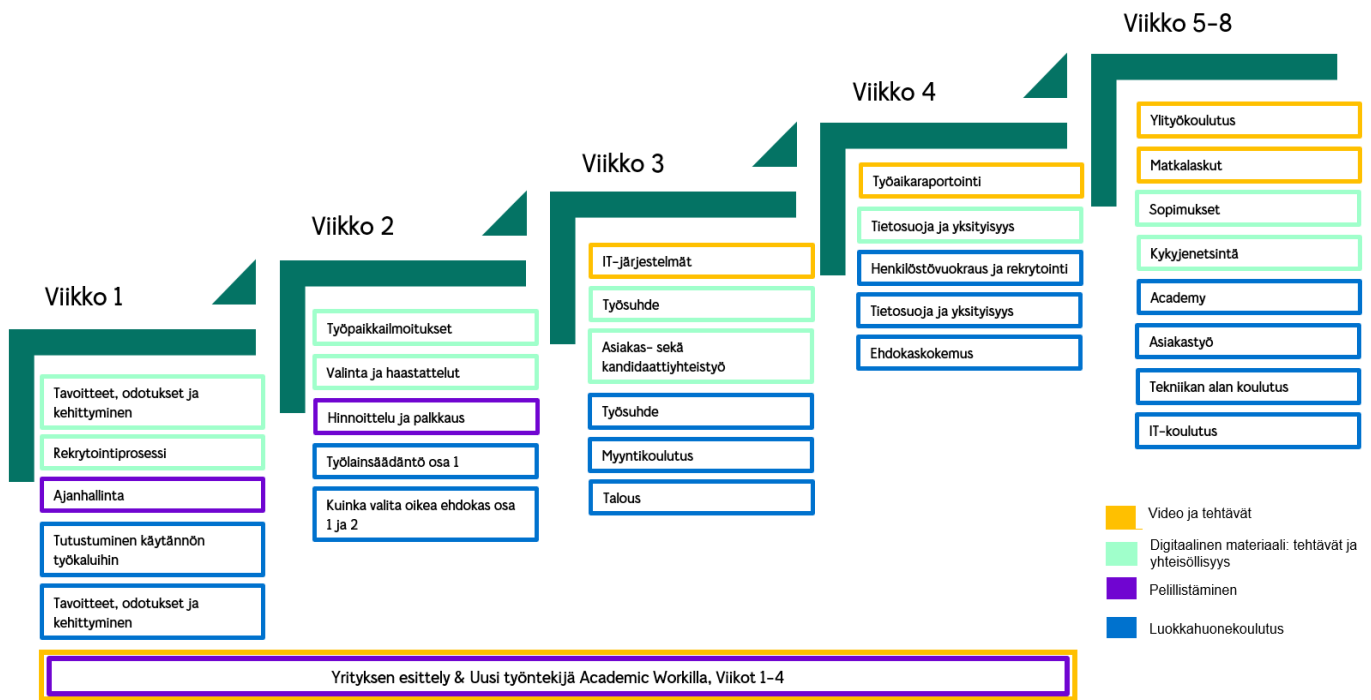 Viikko 1
Tavoitteet, odotukset ja
kehittyminen
Rekrytointiprosessi
Ajanhallinta
Tutustuminen käytännön
työkaluihin
Tavoitteet, odotukset ja
kehittyminen
Viikko 2
Työpaikkailmoitukset
Valinta ja haastattelut
Hinnoittelu ja palkkaus
Työlainsäädäntö osa 1
Kuinka valita oikea ehdokas osa
1 ja 2
Viikko 3
IT-järjestelmät
Työsuhde
Asiakas- sekä
kandidaattiyhteistyö
Työsuhde
Myyntikoulutus
Talous
Viikko 4
Työaikaraportointi
Tietosuoja ja yksityisyys
Henkilöstövuokraus ja rekrytointi
Tietosuoja ja yksityisyys
Ehdokaskokemus
Viikko 5-8
Ylityökoulutus
Matkalaskut
Sopimukset
Kykyjenetsintä
Academy
Asiakastyö
Tekniikan alan koulutus
IT-koulutus
Video ja tehtävät
Digitaalinen materiaali: tehtävät ja
yhteisöllisyys
Pelillistäminen
Luokkahuonekoulutus
Yrityksen esittely & Uusi työntekijä Academic Workilla, Viikot 1-4